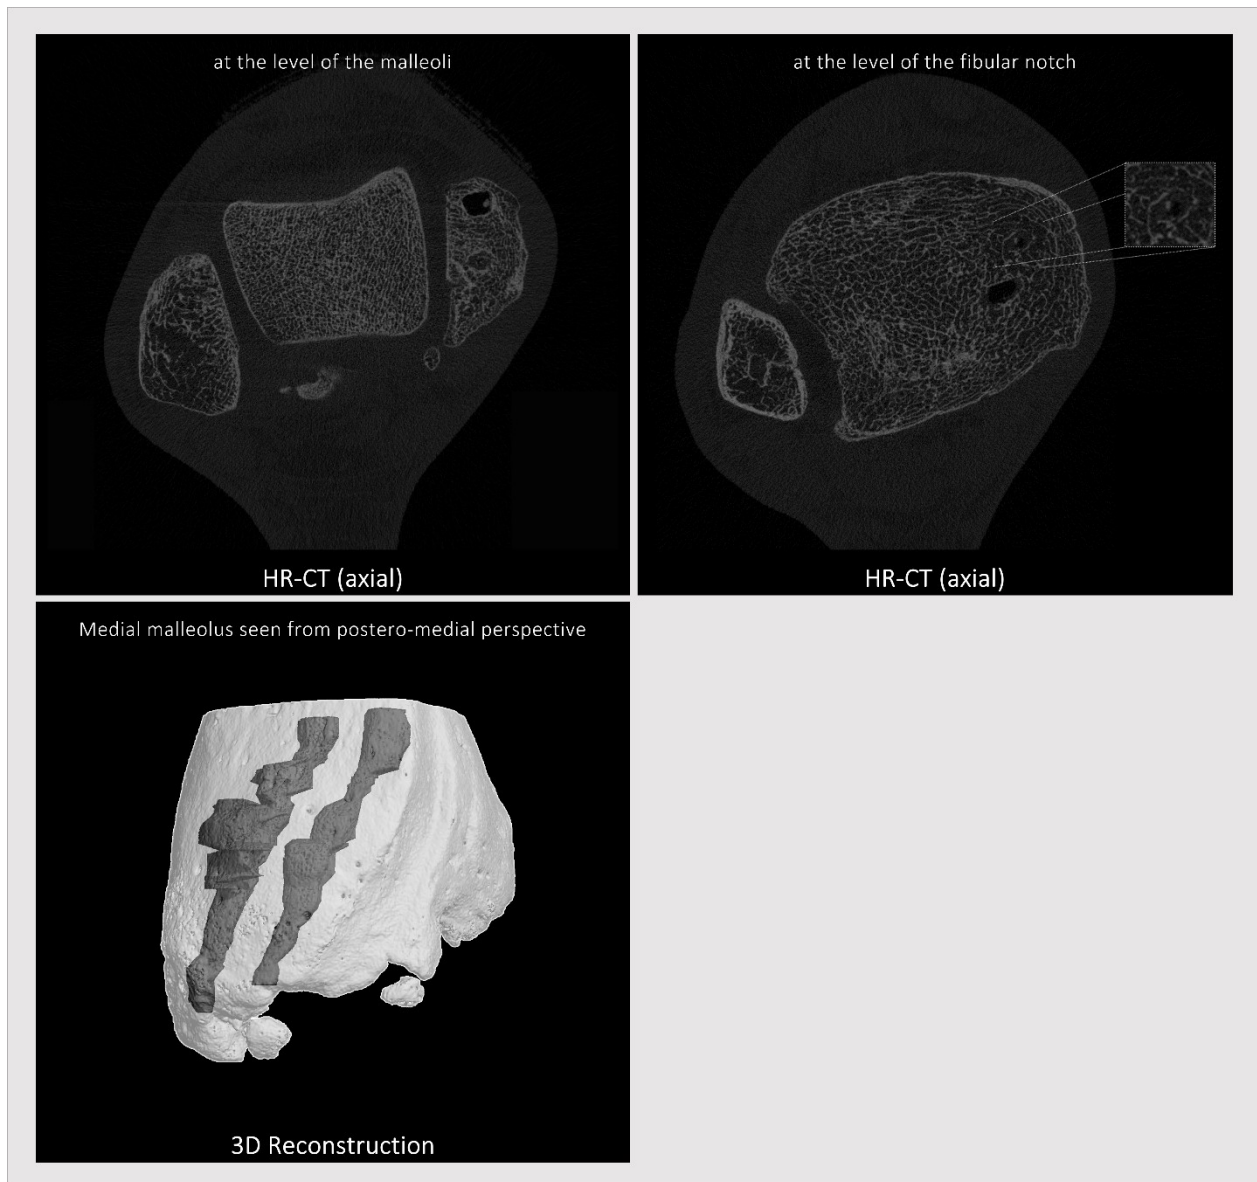 at the level of the malleoli
HR-CT (axial)
at the level of the fibular notch
HR-CT (axial)
Medial malleolus seen from postero-medial perspective
3D Reconstruction